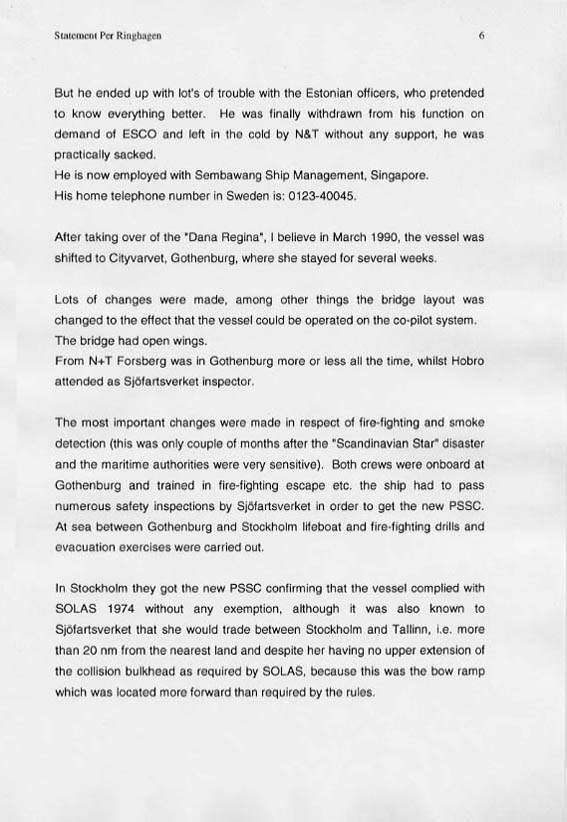 Statement Per Ringhagen 6
But he ended up with lot's of trouble with the Estonian officers, who pretended
to know everything better. He was finally withdrawn from his function on
demand of ESCO and left in the cold by N&T without any support, he was
practically sacked.
He is now employed with Sembawang Ship Management, Singapore.
His home telephone number in Sweden is: 0123-40045.
After taking over of the "Dana Regina", I believe in March 1990, the vessel was
shifted to Cityvarvet, Gothenburg, where she stayed for several weeks.
Lots of changes were made, among other things the bridge layout was
changed to the effect that the vessel could be operated on the co-pilot system.
The bridge had open wings.
From N+T Forsberg was in Gothenburg more or less all the time, whilst Hobro
attended as Sjöfartsverket inspector.
The most important changes were made in respect of fire-fighting and smoke
detection (this was only couple of months after the "Scandinavian Star" disaster
and the maritime authorities were very sensitive). Both crews were onboard at
Gothenburg and trained in fire-fighting escape etc. the ship had to pass
numerous safety inspections by Sjöfartsverket in order to get the new PSSC.
At sea between Gothenburg and Stockholm lifeboat and fire-fighting drills and
evacuation exercises were carried out.
In Stockholm they got the new PSSC confirming that the vessel complied with
SOLAS 1974 without any exemption, although it was also known to
Sjöfartsverket that she would trade between Stockholm and Tallinn, i.e. more
than 20 nm from the nearest land and despite her having no upper extension of
the collision bulkhead as required by SOLAS, because this was the bow ramp
which was located more forward than required by the rules.